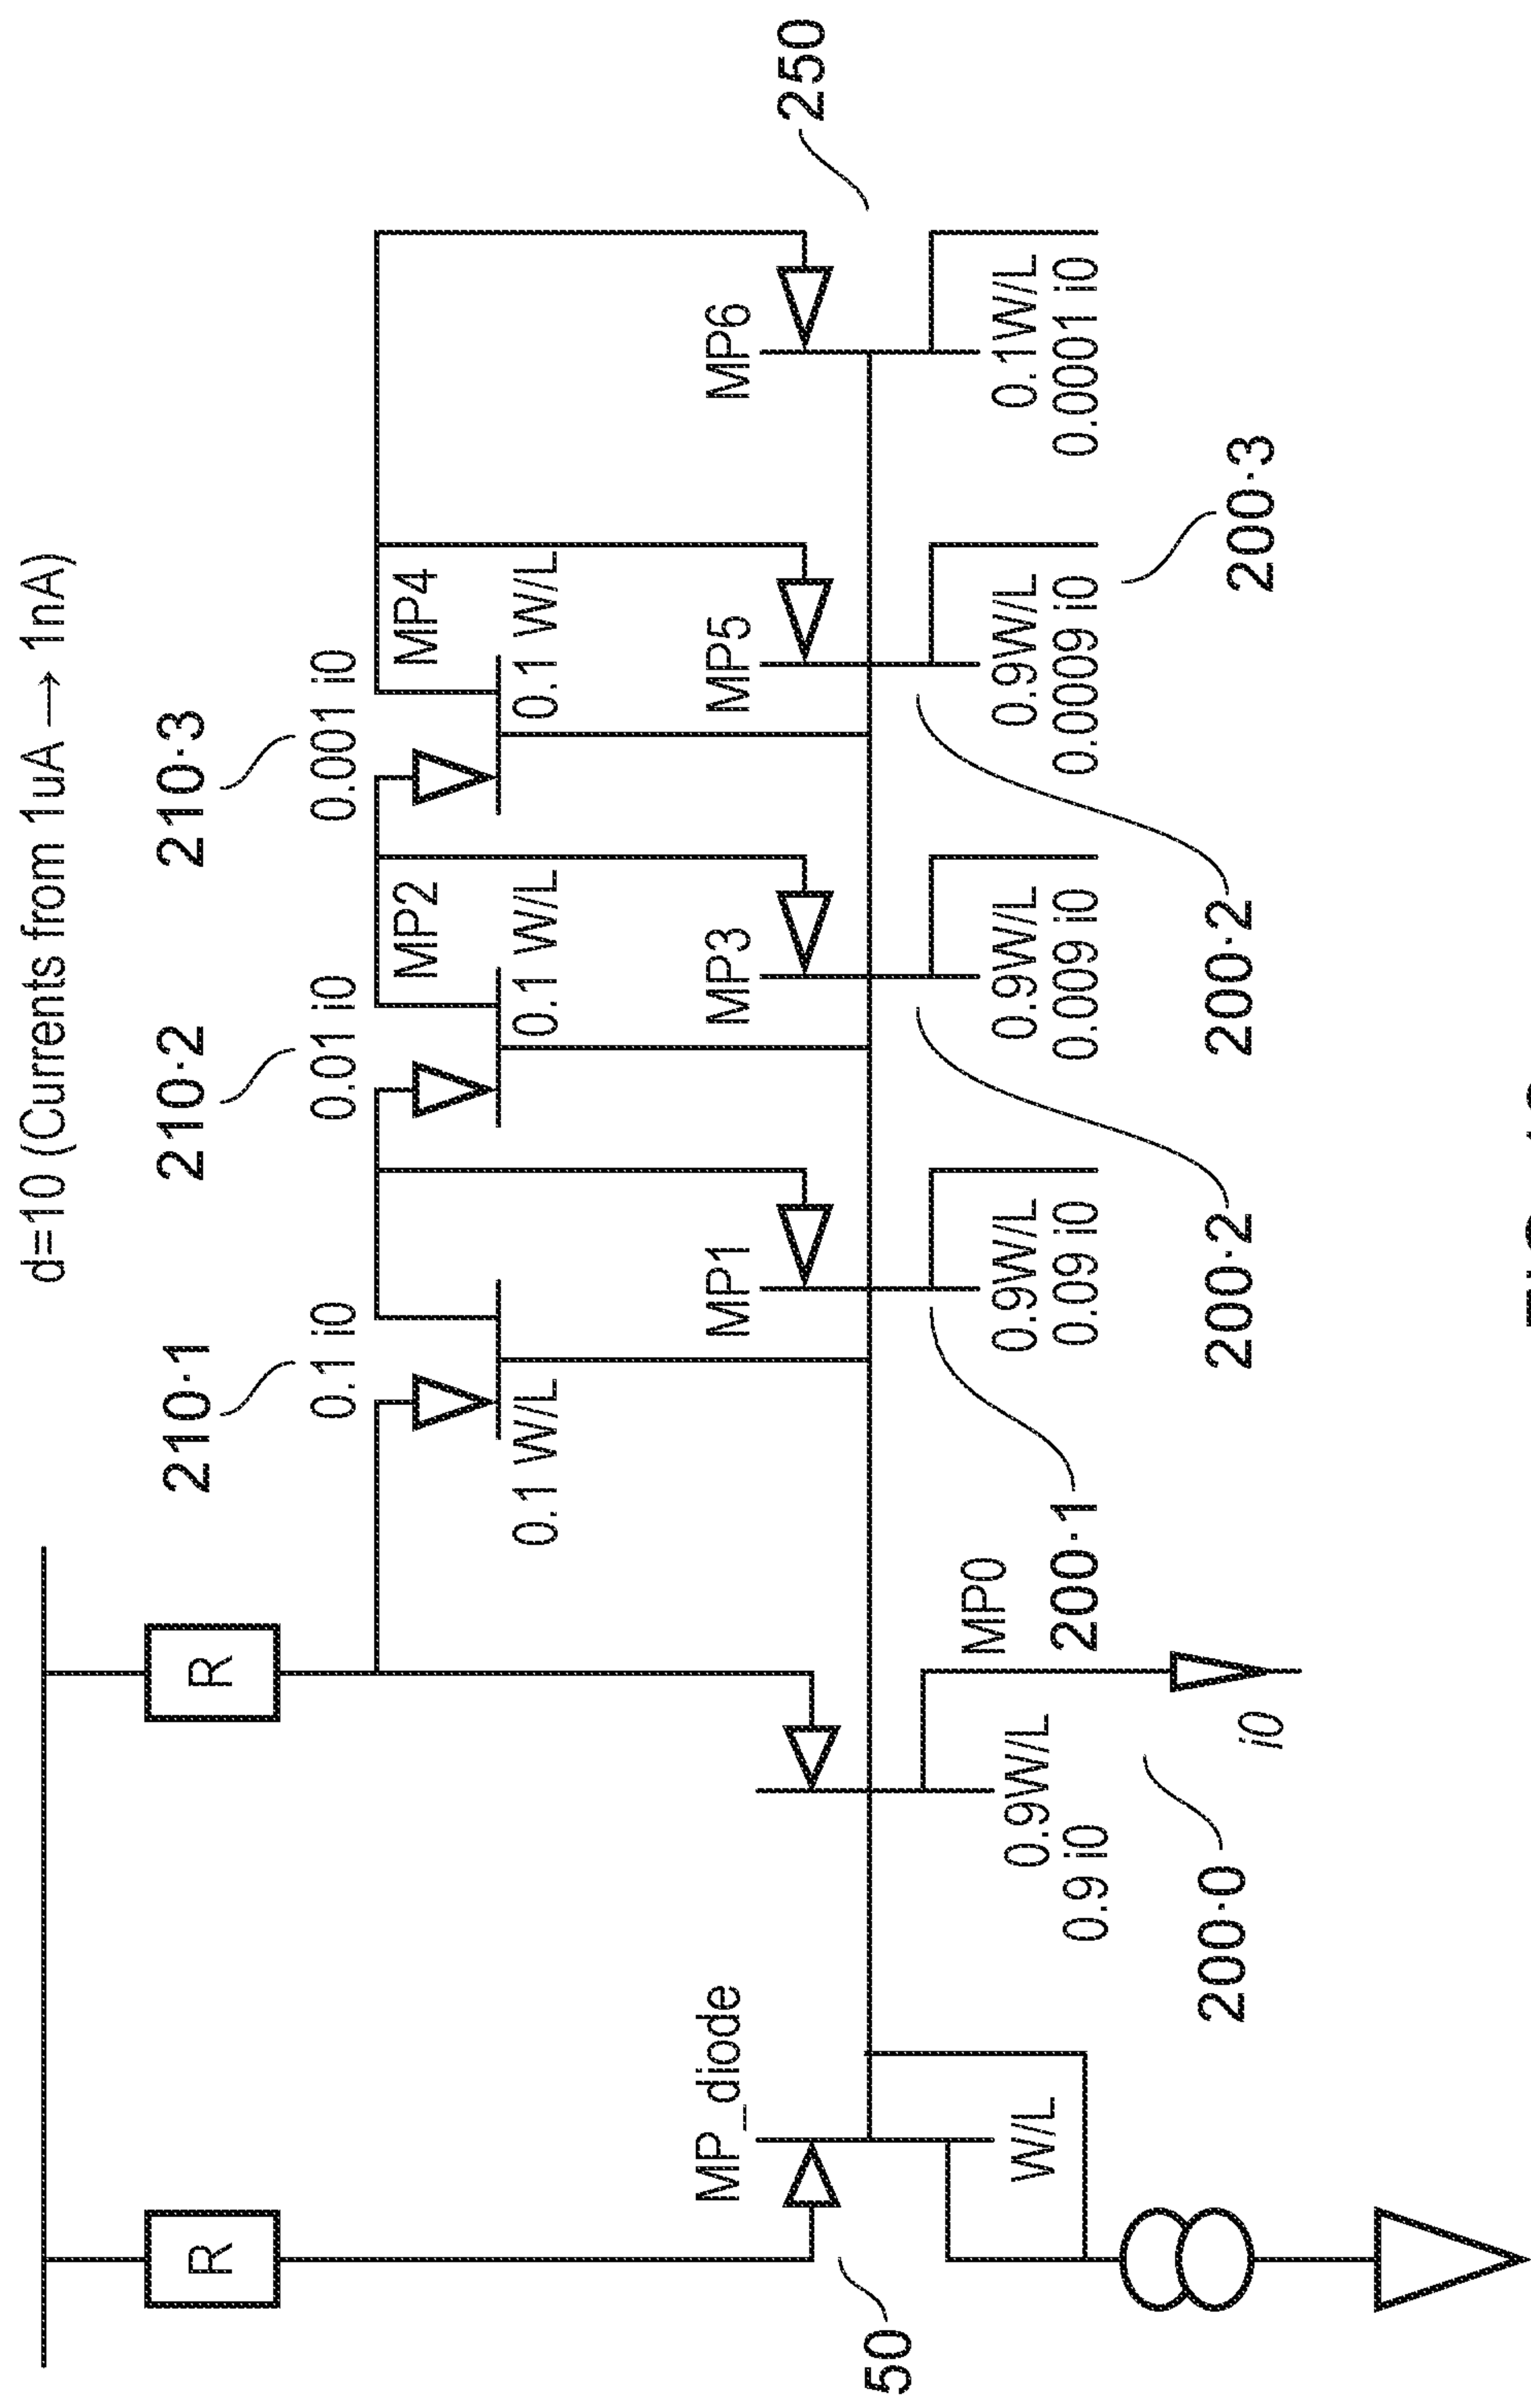 d=10 (Currents from 1uA → 1nA)
210·1
210·2
210·3
0.1 i0
0.01 i0
0.001 i0
R
R
MP2
MP4
0.1 W/L
0.1 W/L
0.1 W/L
MP_diode
MP1
MP3
MP5
MP6
250
50
W/L
0.9W/L
0.9 i0
MP0
i0
0.9W/L
0.09 i0
0.9W/L
0.009 i0
0.9W/L
0.0009 i0
0.1W/L
0.0001 i0
200·0
200·1
200·2
200·2
200·3